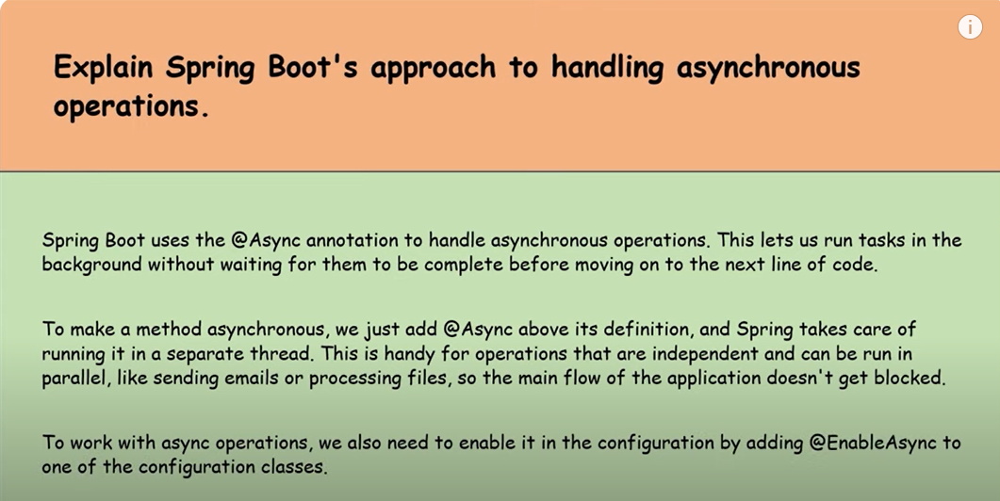 Explain Spring Boot's approach to handling asynchronous
operations.
Spring Boot uses the @Async annotation to handle asynchronous operations. This lets us run tasks in the
background without waiting for them to be complete before moving on to the next line of code.
To make a method asynchronous, we just add @Async above its definition, and Spring takes care of
running it in a separate thread. This is handy for operations that are independent and can be run in
parallel, like sending emails or processing files, so the main flow of the application doesn't get blocked.
To work with async operations, we also need to enable it in the configuration by adding @EnableAsync to
one of the configuration classes.